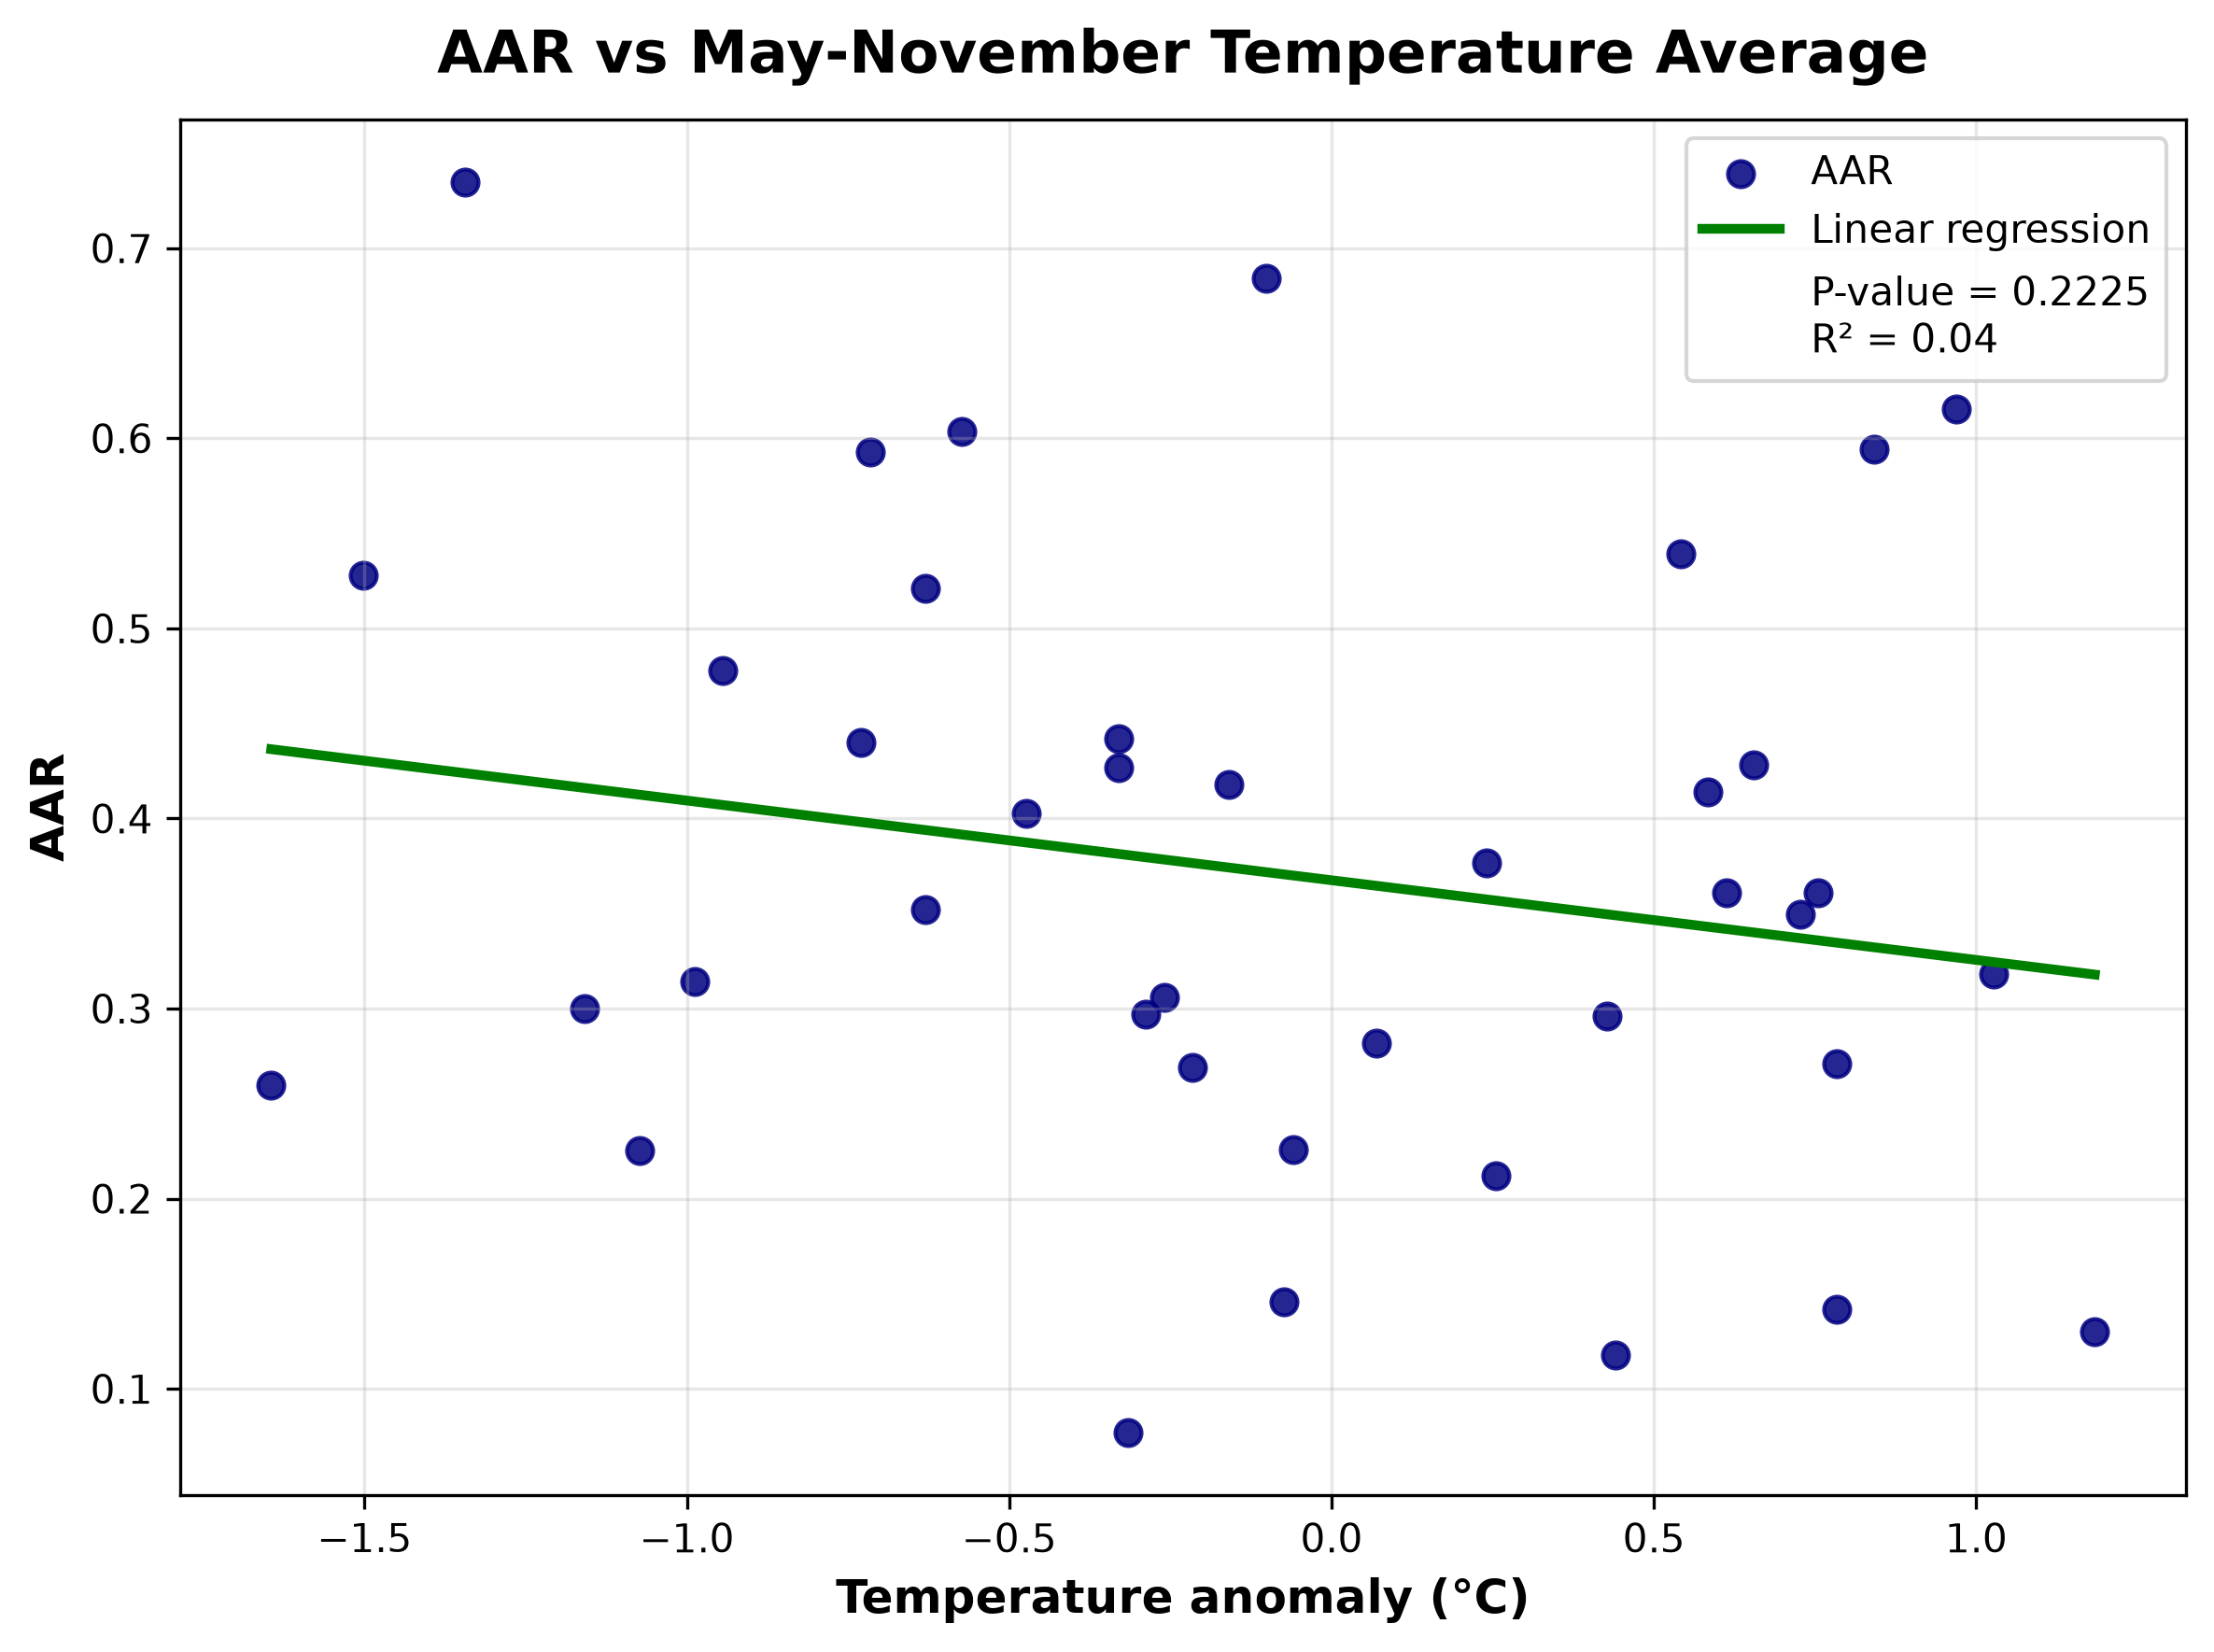 AAR vs May-November Temperature Average
AAR
Linear regression
P-value = 0.2225
R² = 0.04
0.7
0.6
0.5
0.4
0.3
0.2
0.1
AAR
−1.5
−1.0
−0.5
0.0
0.5
1.0
Temperature anomaly (°C)